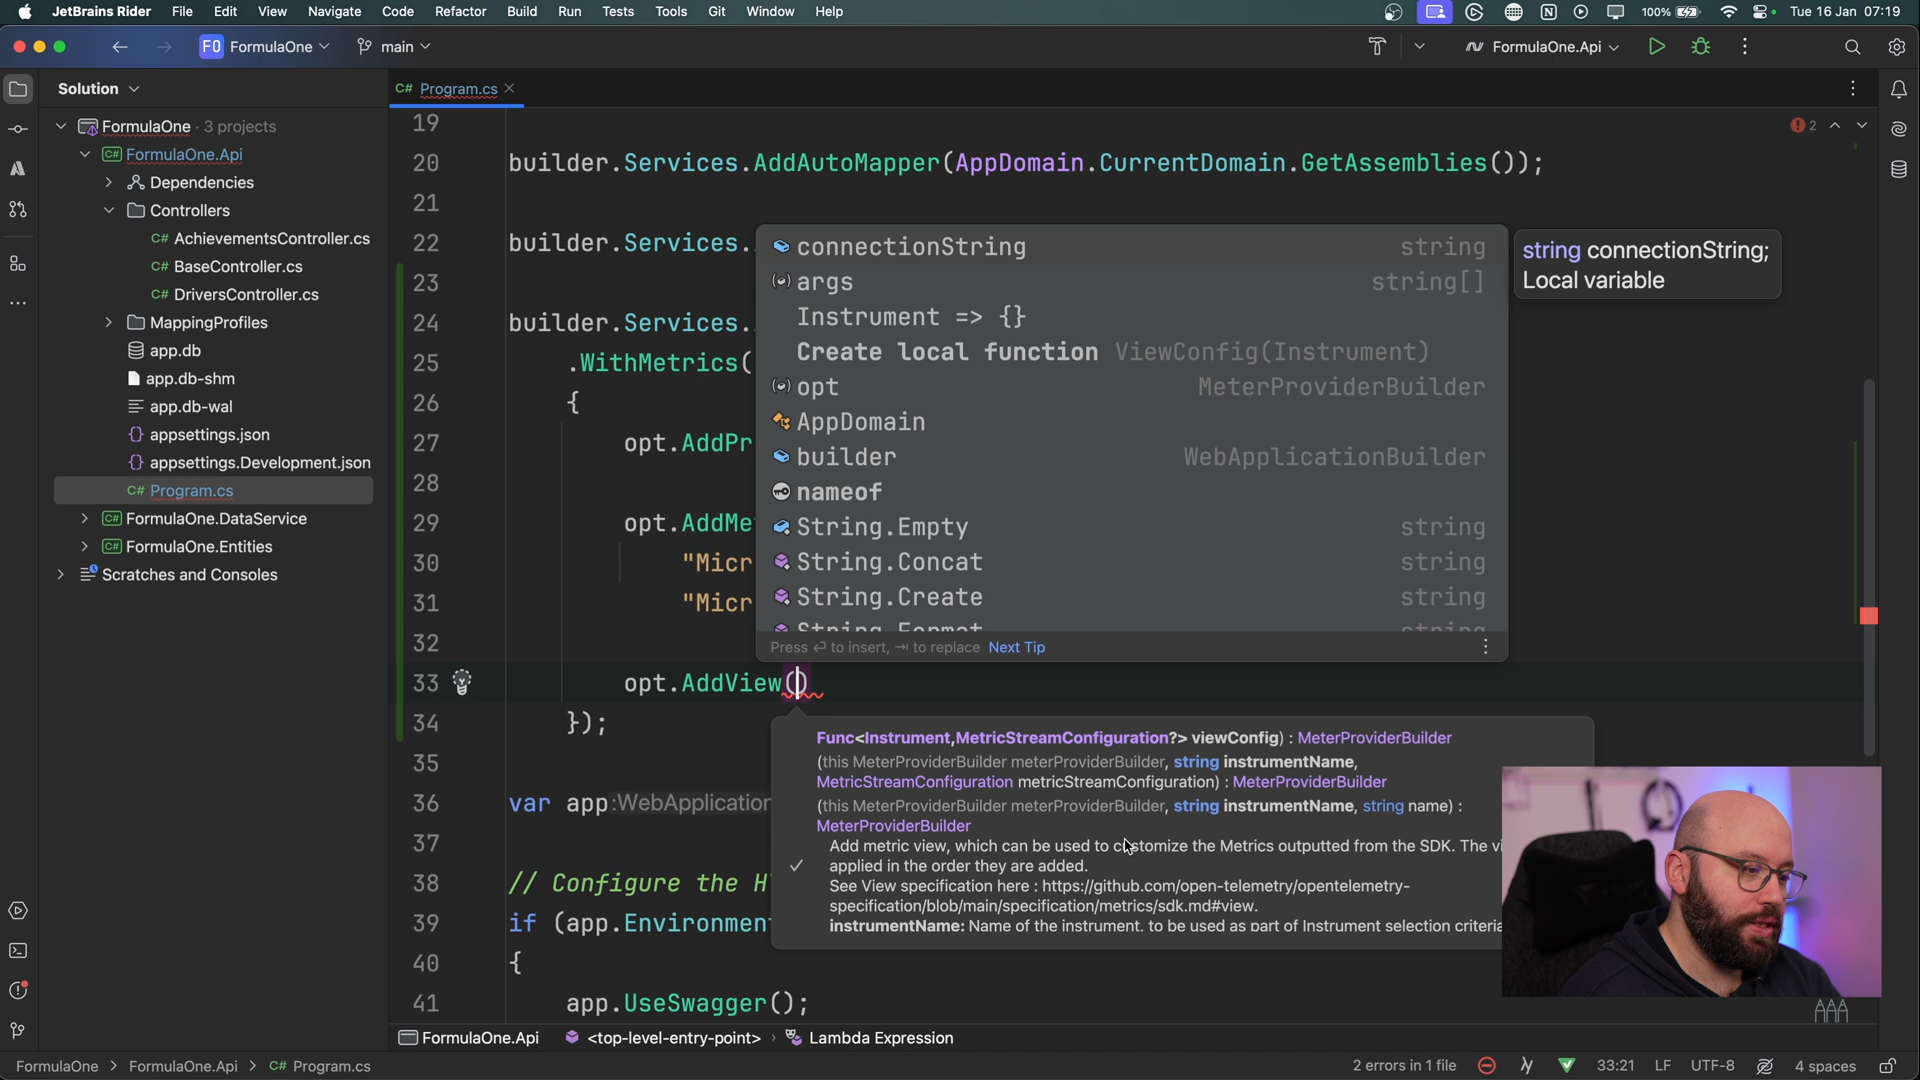 JetBrains Rider File Edit View Navigate Code Refactor Build Run Tests Tools Git Window Help 100% Tue 16 Jan 07:19
FO FormulaOne main FormulaOne.Api
Solution
C# Program.cs
FormulaOne · 3 projects
C# FormulaOne.Api
Dependencies
Controllers
C# AchievementsController.cs
C# BaseController.cs
C# DriversController.cs
MappingProfiles
app.db
app.db-shm
app.db-wal
{} appsettings.json
{} appsettings.Development.json
C# Program.cs
C# FormulaOne.DataService
C# FormulaOne.Entities
Scratches and Consoles
2
19
20 builder.Services.AddAutoMapper(AppDomain.CurrentDomain.GetAssemblies());
21
22 builder.Services.
23
24 builder.Services.
25 .WithMetrics(
26 {
27 opt.AddPr
28
29 opt.AddMe
30 "Micr
31 "Micr
32
33 opt.AddView()
34 });
35
36 var app :WebApplication
37
38 // Configure the H
39 if (app.Environmen
40 {
41 app.UseSwagger();
connectionString string
args string[]
Instrument => {}
Create local function ViewConfig(Instrument)
opt MeterProviderBuilder
AppDomain
builder WebApplicationBuilder
nameof
String.Empty string
String.Concat string
String.Create string
String.Format string
Press ↵ to insert, ⇥ to replace Next Tip
string connectionString;
Local variable
Func<Instrument,MetricStreamConfiguration?> viewConfig) : MeterProviderBuilder
(this MeterProviderBuilder meterProviderBuilder, string instrumentName,
MetricStreamConfiguration metricStreamConfiguration) : MeterProviderBuilder
(this MeterProviderBuilder meterProviderBuilder, string instrumentName, string name) :
MeterProviderBuilder
Add metric view, which can be used to customize the Metrics outputted from the SDK. The vi
applied in the order they are added.
See View specification here : https://github.com/open-telemetry/opentelemetry-
specification/blob/main/specification/metrics/sdk.md#view.
instrumentName: Name of the instrument. to be used as part of Instrument selection criteria
FormulaOne.Api <top-level-entry-point> › Lambda Expression
FormulaOne > FormulaOne.Api > C# Program.cs 2 errors in 1 file 33:21 LF UTF-8 4 spaces